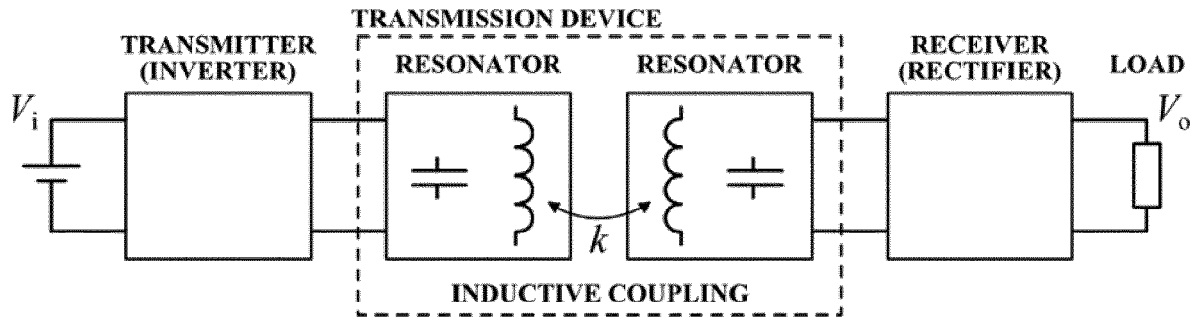 TRANSMISSION DEVICE
TRANSMITTER
(INVERTER)
RESONATOR
RESONATOR
RECEIVER
(RECTIFIER)
LOAD
Vi
Vo
k
INDUCTIVE COUPLING